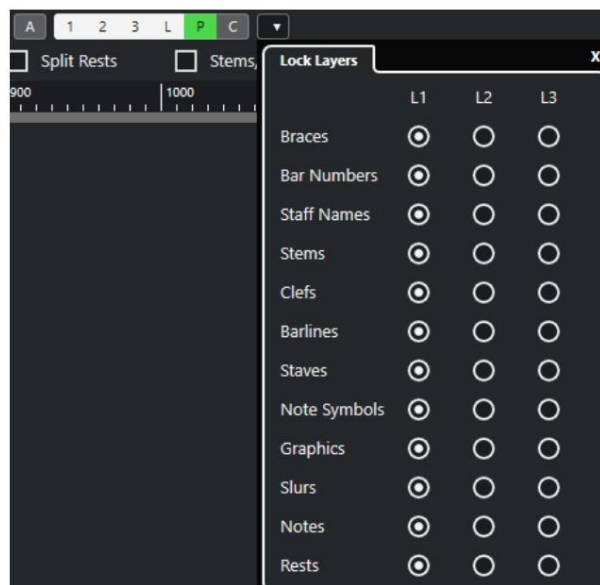 A 1 2 3 L P C
Split Rests Stems,
900 1000
Lock Layers X
L1 L2 L3
Braces
Bar Numbers
Staff Names
Stems
Clefs
Barlines
Staves
Note Symbols
Graphics
Slurs
Notes
Rests